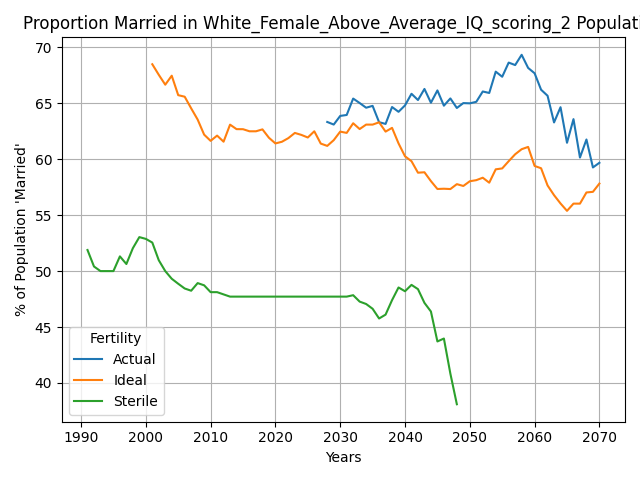 Proportion Married in White_Female_Above_Average_IQ_scoring_2 Populati
70
65
60
55
50
45
40
% of Population 'Married'
Fertility
Actual
Ideal
Sterile
1990 2000 2010 2020 2030 2040 2050 2060 2070
Years